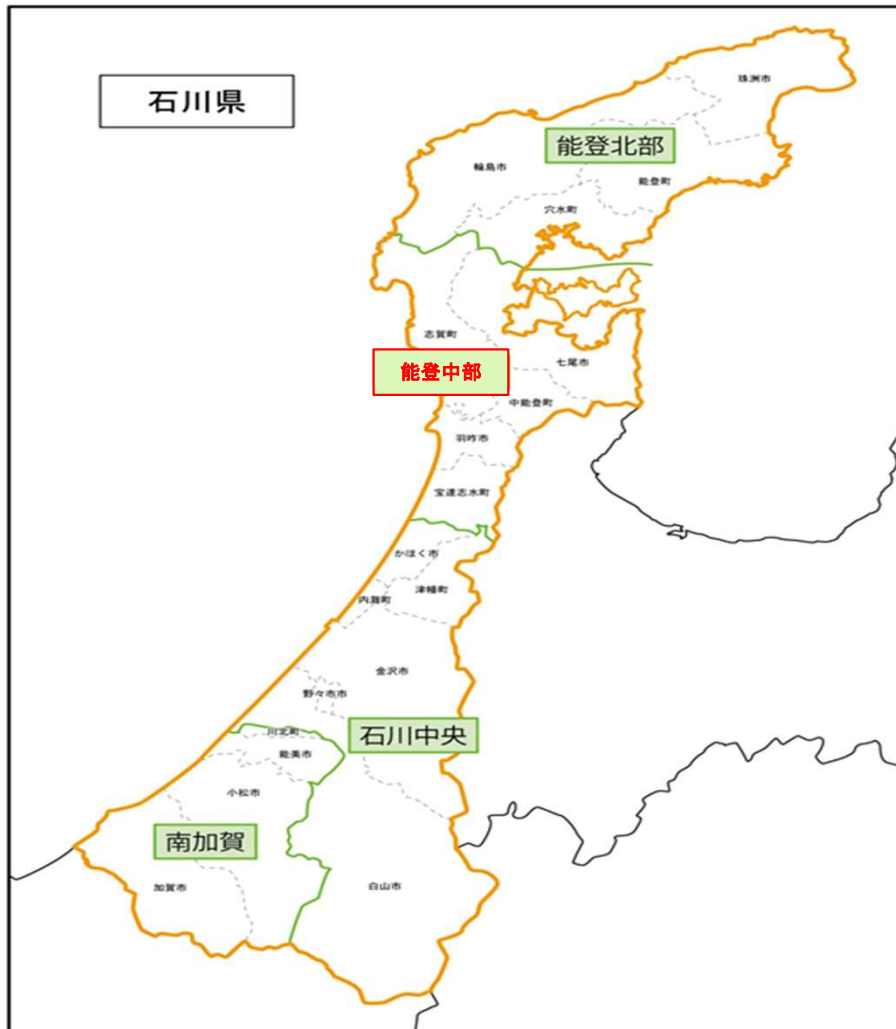 石川県
珠洲市
能登北部
輪島市
能登町
穴水町
志賀町
七尾市
能登中部
中能登町
羽咋市
宝達志水町
かほく市
津幡町
内灘町
金沢市
野々市市
川北町
石川中央
能美市
小松市
南加賀
加賀市
白山市